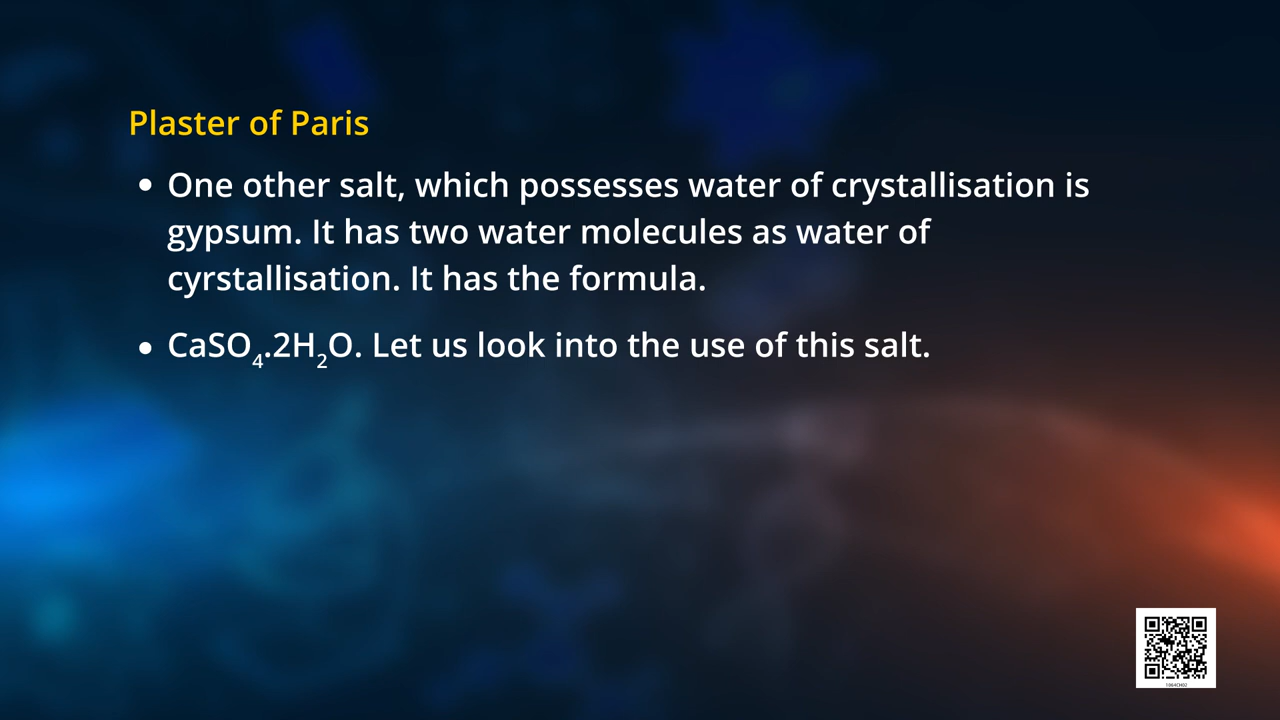 Plaster of Paris
• One other salt, which possesses water of crystallisation is
gypsum. It has two water molecules as water of
cyrstallisation. It has the formula.
• CaSO₄.2H₂O. Let us look into the use of this salt.